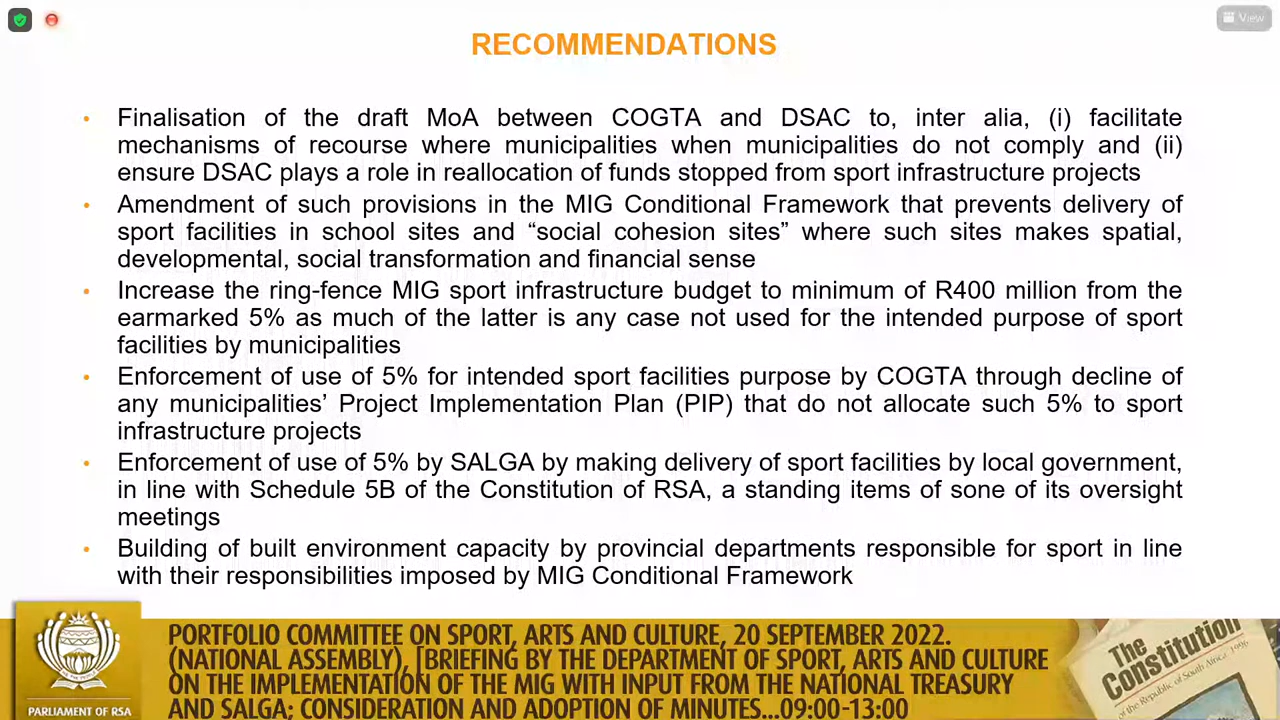 View
RECOMMENDATIONS
• Finalisation of the draft MoA between COGTA and DSAC to, inter alia, (i) facilitate
mechanisms of recourse where municipalities when municipalities do not comply and (ii)
ensure DSAC plays a role in reallocation of funds stopped from sport infrastructure projects
• Amendment of such provisions in the MIG Conditional Framework that prevents delivery of
sport facilities in school sites and “social cohesion sites” where such sites makes spatial,
developmental, social transformation and financial sense
• Increase the ring-fence MIG sport infrastructure budget to minimum of R400 million from the
earmarked 5% as much of the latter is any case not used for the intended purpose of sport
facilities by municipalities
• Enforcement of use of 5% for intended sport facilities purpose by COGTA through decline of
any municipalities’ Project Implementation Plan (PIP) that do not allocate such 5% to sport
infrastructure projects
• Enforcement of use of 5% by SALGA by making delivery of sport facilities by local government,
in line with Schedule 5B of the Constitution of RSA, a standing items of sone of its oversight
meetings
• Building of built environment capacity by provincial departments responsible for sport in line
with their responsibilities imposed by MIG Conditional Framework
PARLIAMENT OF RSA
PORTFOLIO COMMITTEE ON SPORT, ARTS AND CULTURE, 20 SEPTEMBER 2022.
(NATIONAL ASSEMBLY), [BRIEFING BY THE DEPARTMENT OF SPORT, ARTS AND CULTURE
ON THE IMPLEMENTATION OF THE MIG WITH INPUT FROM THE NATIONAL TREASURY
AND SALGA; CONSIDERATION AND ADOPTION OF MINUTES...09:00-13:00
The
Constitution
of the Republic of South Africa, 1996